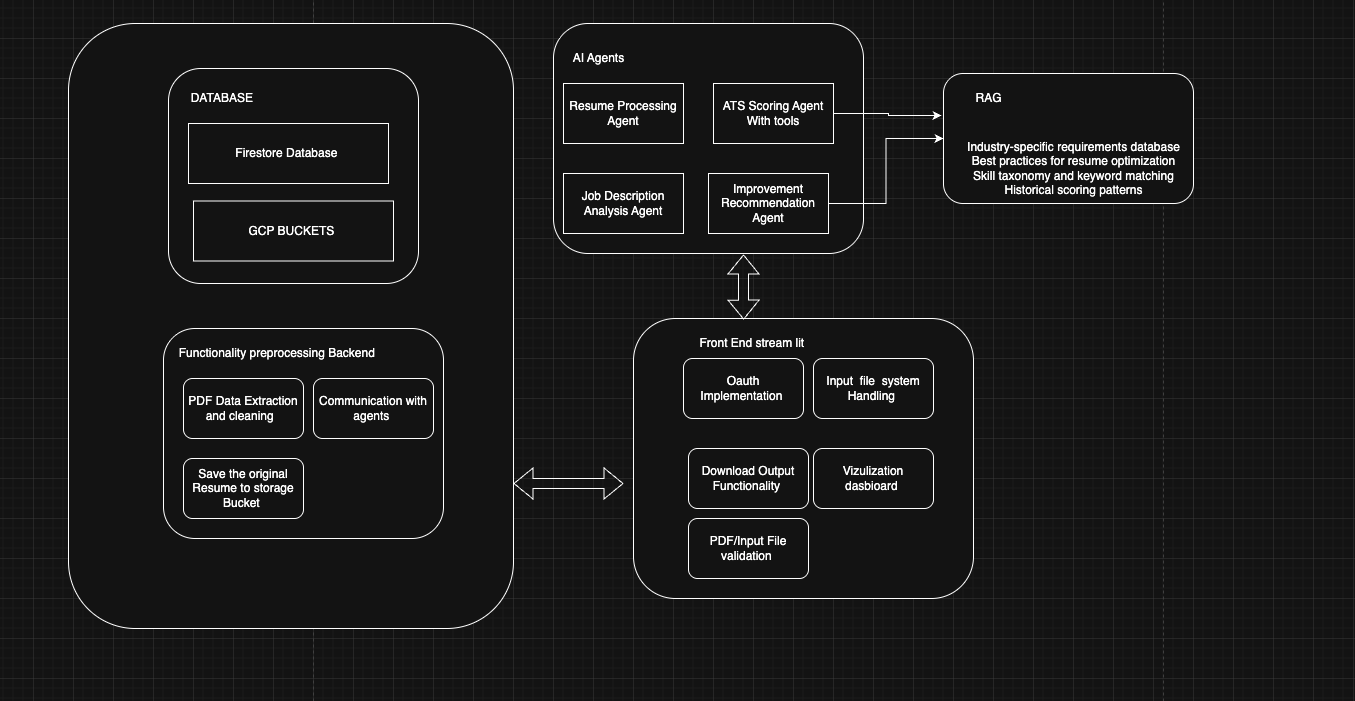 DATABASE
Firestore Database
GCP BUCKETS
Functionality preprocessing Backend
PDF Data Extraction
and cleaning
Communication with
agents
Save the original
Resume to storage
Bucket
AI Agents
Resume Processing
Agent
ATS Scoring Agent
With tools
Job Description
Analysis Agent
Improvement
Recommendation
Agent
RAG
Industry-specific requirements database
Best practices for resume optimization
Skill taxonomy and keyword matching
Historical scoring patterns
Front End stream lit
Oauth
Implementation
Input file system
Handling
Download Output
Functionality
Vizulization
dasbioard
PDF/Input File
validation